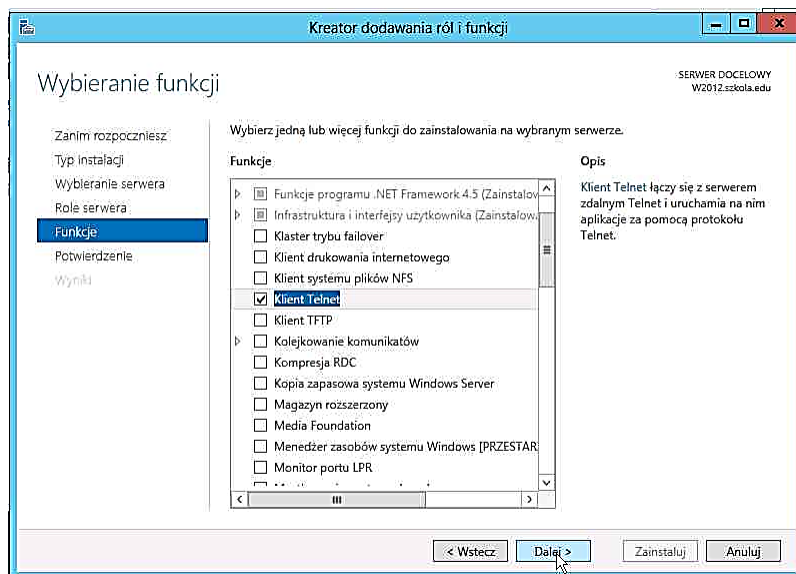 Kreator dodawania ról i funkcji
Wybieranie funkcji
SERWER DOCELOWY
W2012.szkola.edu
Zanim rozpoczniesz
Typ instalacji
Wybieranie serwera
Role serwera
Funkcje
Potwierdzenie
Wyniki
Wybierz jedną lub więcej funkcji do zainstalowania na wybranym serwerze.
Funkcje
Funkcje programu .NET Framework 4.5 (Zainstalov
Infrastruktura i interfejsy użytkownika (Zainstalow.
Klaster trybu failover
Klient drukowania internetowego
Klient systemu plików NFS
Klient Telnet
Klient TFTP
Kolejkowanie komunikatów
Kompresja RDC
Kopia zapasowa systemu Windows Server
Magazyn rozszerzony
Media Foundation
Menedżer zasobów systemu Windows [PRZESTAR
Monitor portu LPR
Opis
Klient Telnet łączy się z serwerem
zdalnym Telnet i uruchamia na nim
aplikacje za pomocą protokołu
Telnet.
< Wstecz
Dalej >
Zainstaluj
Anuluj